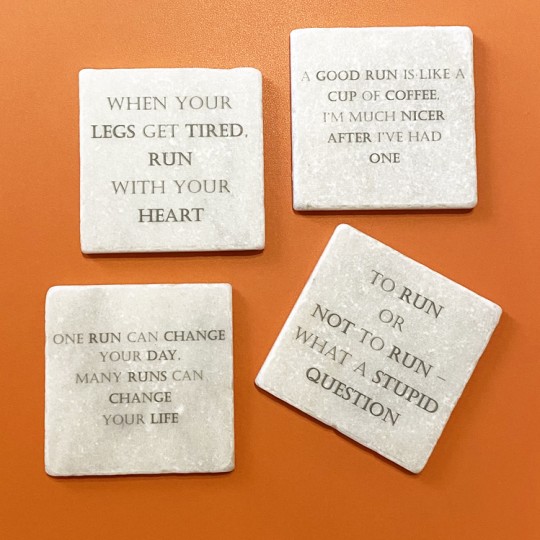 WHEN YOUR
LEGS GET TIRED,
RUN
WITH YOUR
HEART
A GOOD RUN IS LIKE A
CUP OF COFFEE,
I'M MUCH NICER
AFTER I'VE HAD
ONE
ONE RUN CAN CHANGE
YOUR DAY,
MANY RUNS CAN
CHANGE
YOUR LIFE
TO RUN
OR
NOT TO RUN –
WHAT A STUPID
QUESTION